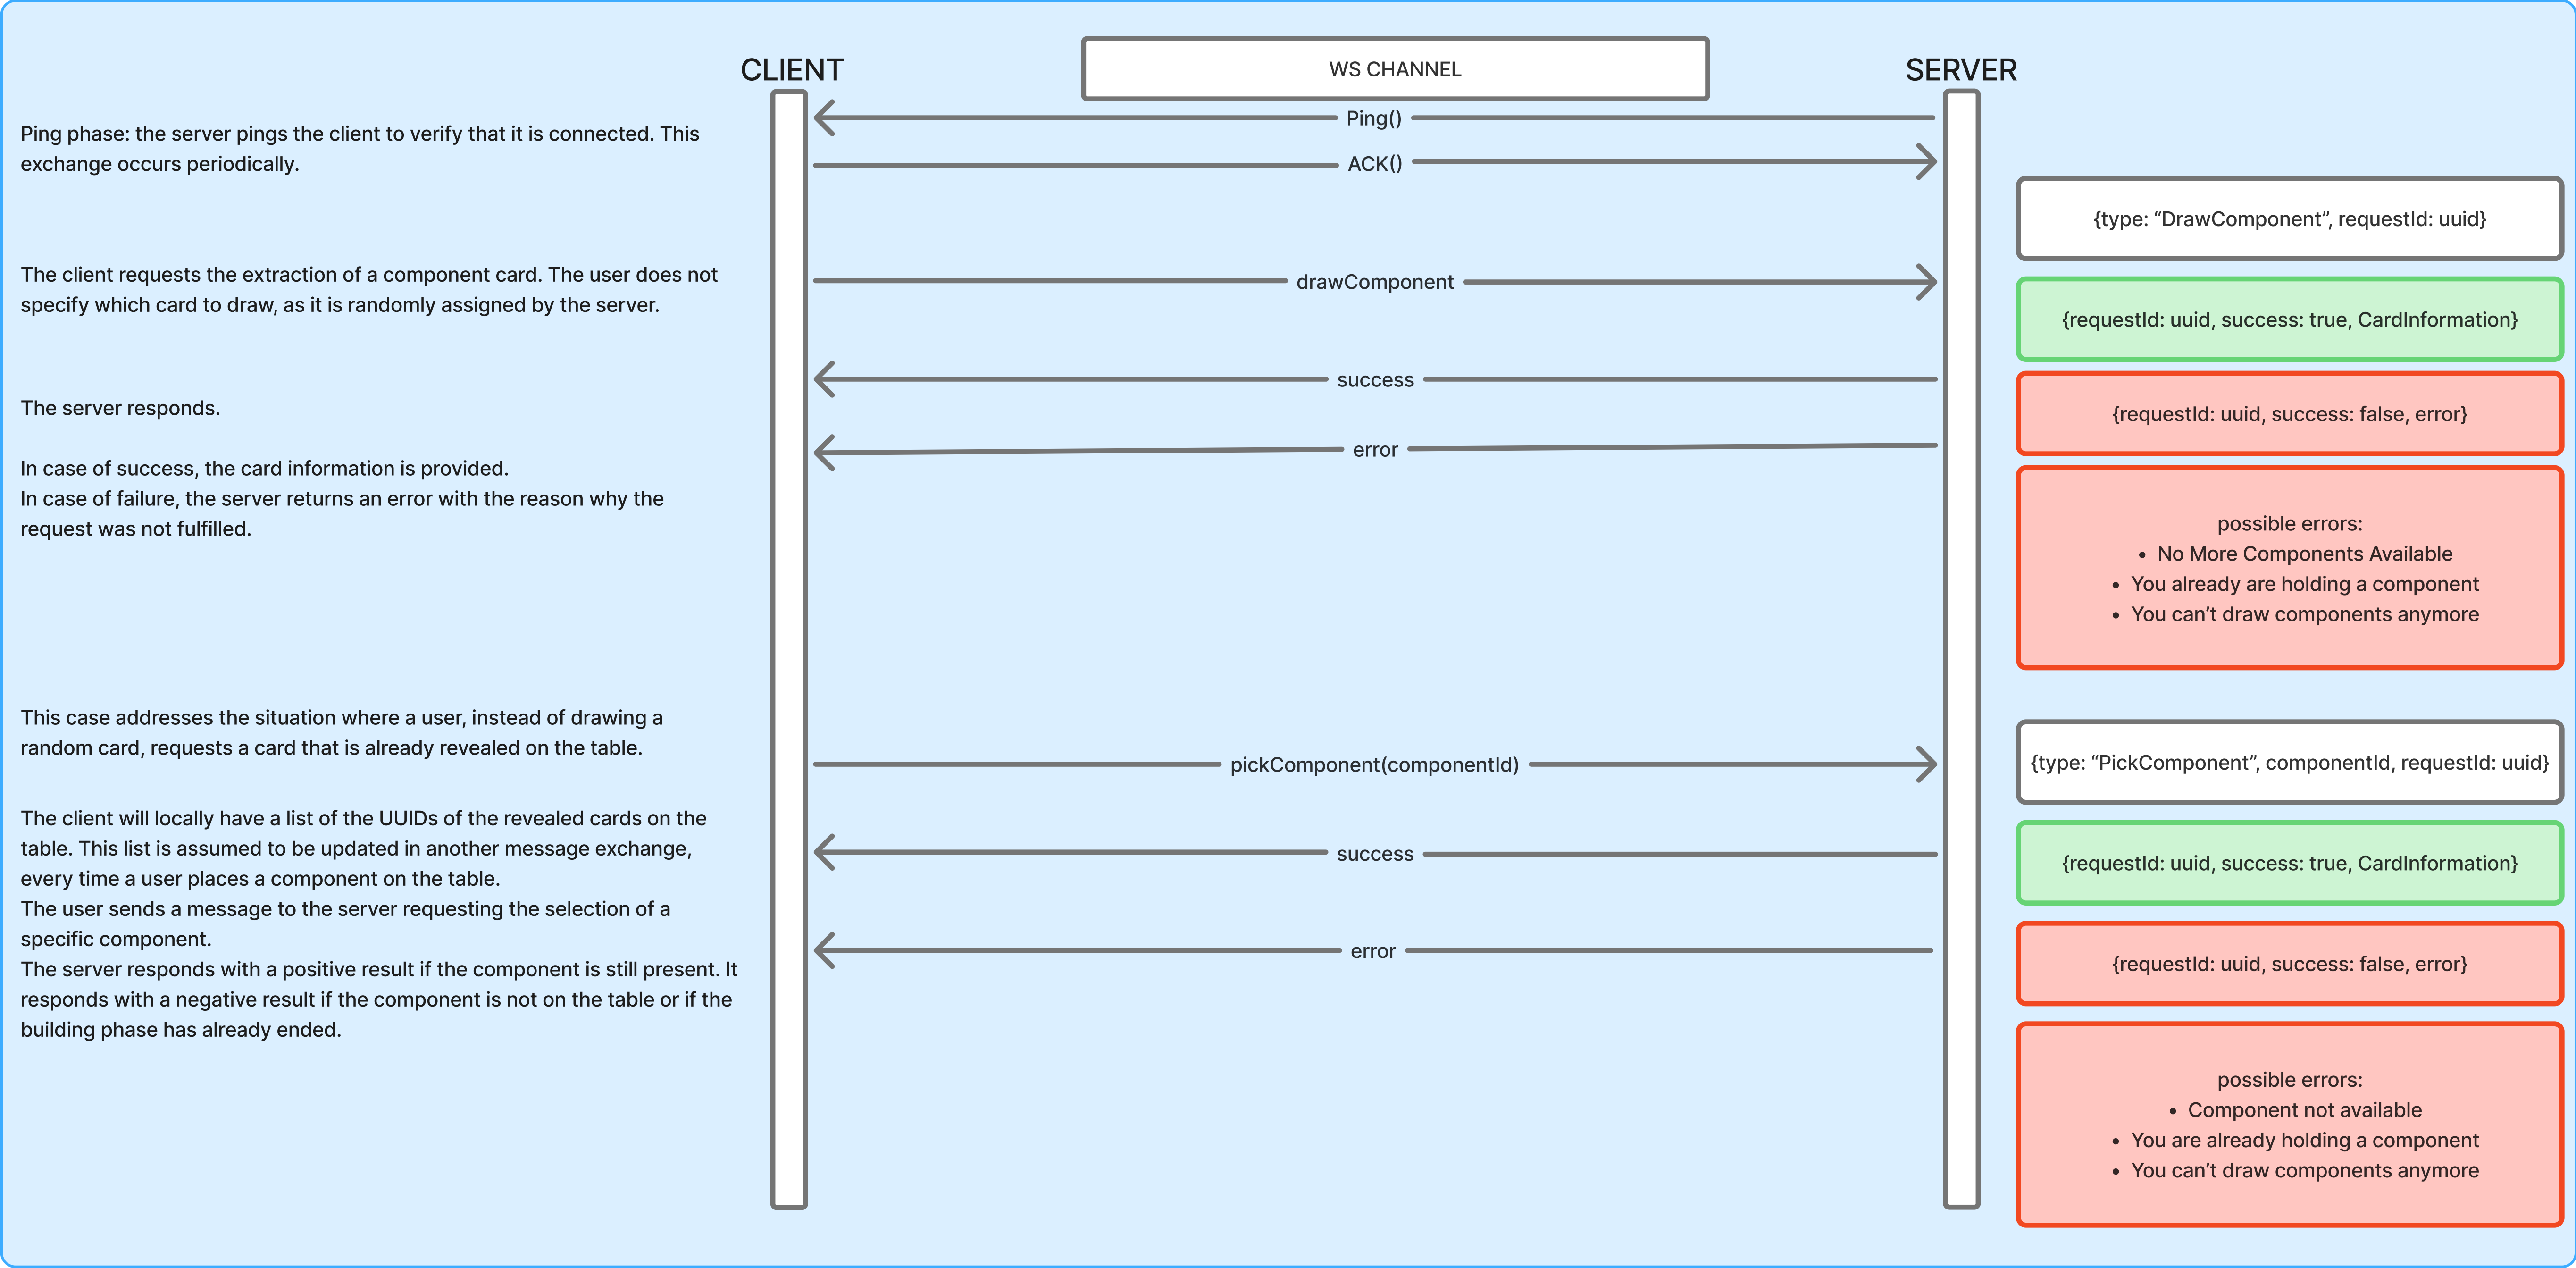 CLIENT
WS CHANNEL
SERVER
Ping phase: the server pings the client to verify that it is connected. This
exchange occurs periodically.
Ping()
ACK()
{type: “DrawComponent”, requestId: uuid}
The client requests the extraction of a component card. The user does not
specify which card to draw, as it is randomly assigned by the server.
drawComponent
{requestId: uuid, success: true, CardInformation}
success
The server responds.
{requestId: uuid, success: false, error}
error
In case of success, the card information is provided.
In case of failure, the server returns an error with the reason why the
request was not fulfilled.
possible errors:
• No More Components Available
• You already are holding a component
• You can’t draw components anymore
This case addresses the situation where a user, instead of drawing a
random card, requests a card that is already revealed on the table.
pickComponent(componentId)
{type: “PickComponent”, componentId, requestId: uuid}
The client will locally have a list of the UUIDs of the revealed cards on the
table. This list is assumed to be updated in another message exchange,
every time a user places a component on the table.
The user sends a message to the server requesting the selection of a
specific component.
The server responds with a positive result if the component is still present. It
responds with a negative result if the component is not on the table or if the
building phase has already ended.
success
{requestId: uuid, success: true, CardInformation}
error
{requestId: uuid, success: false, error}
possible errors:
• Component not available
• You are already holding a component
• You can’t draw components anymore